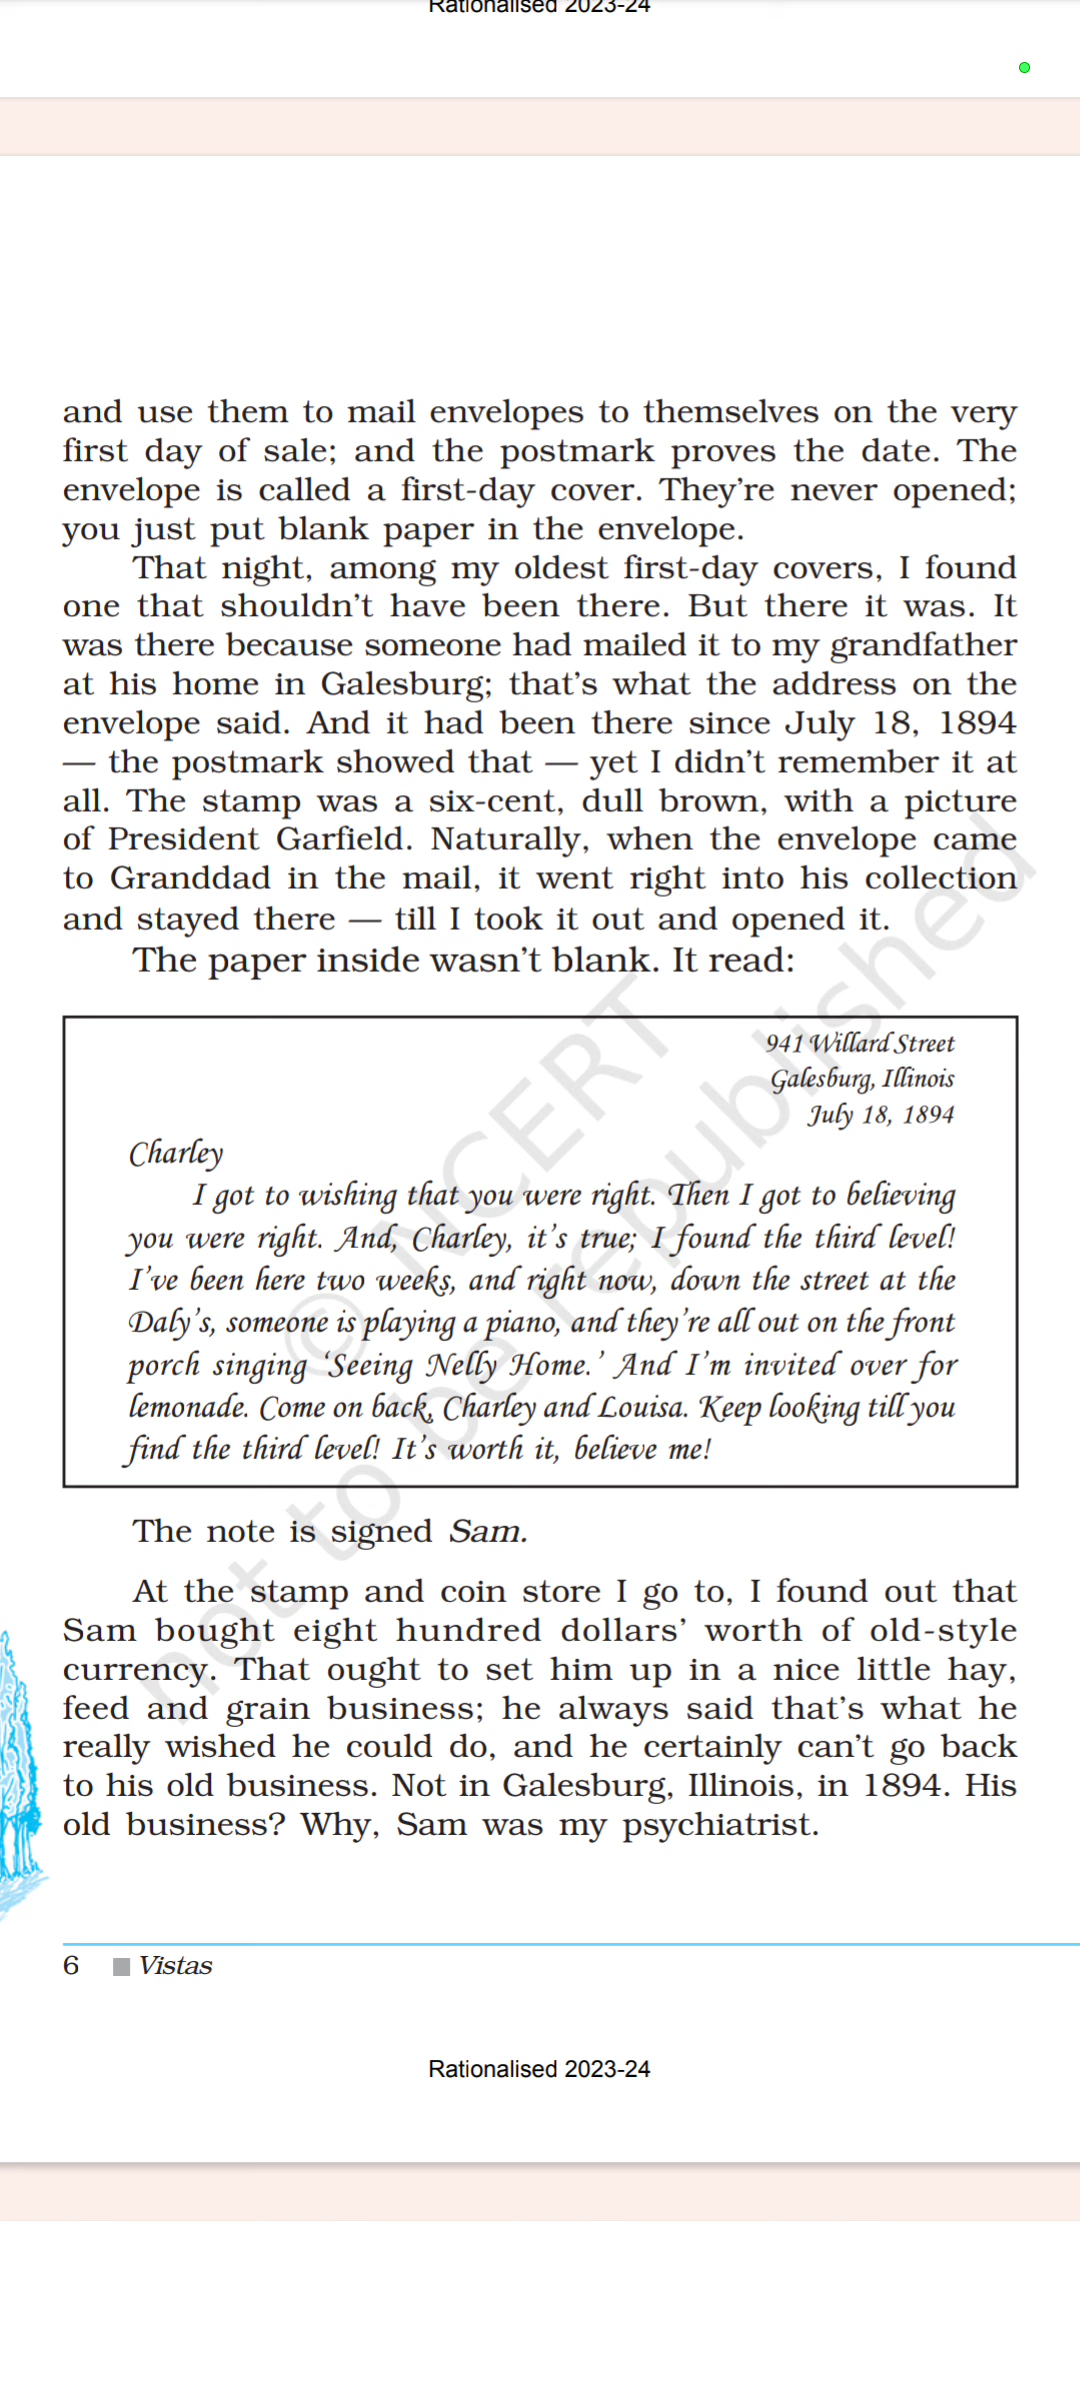 Rationalised 2023-24
and use them to mail envelopes to themselves on the very
first day of sale; and the postmark proves the date. The
envelope is called a first-day cover. They’re never opened;
you just put blank paper in the envelope.
That night, among my oldest first-day covers, I found
one that shouldn’t have been there. But there it was. It
was there because someone had mailed it to my grandfather
at his home in Galesburg; that’s what the address on the
envelope said. And it had been there since July 18, 1894
— the postmark showed that — yet I didn’t remember it at
all. The stamp was a six-cent, dull brown, with a picture
of President Garfield. Naturally, when the envelope came
to Granddad in the mail, it went right into his collection
and stayed there — till I took it out and opened it.
The paper inside wasn’t blank. It read:
941 Willard Street
Galesburg, Illinois
July 18, 1894
Charley
I got to wishing that you were right. Then I got to believing
you were right. And, Charley, it’s true; I found the third level!
I’ve been here two weeks, and right now, down the street at the
Daly’s, someone is playing a piano, and they’re all out on the front
porch singing ‘Seeing Nelly Home.’ And I’m invited over for
lemonade. Come on back, Charley and Louisa. Keep looking till you
find the third level! It’s worth it, believe me!
The note is signed Sam.
At the stamp and coin store I go to, I found out that
Sam bought eight hundred dollars’ worth of old-style
currency. That ought to set him up in a nice little hay,
feed and grain business; he always said that’s what he
really wished he could do, and he certainly can’t go back
to his old business. Not in Galesburg, Illinois, in 1894. His
old business? Why, Sam was my psychiatrist.
© NCERT
not to be republished
6 Vistas
Rationalised 2023-24